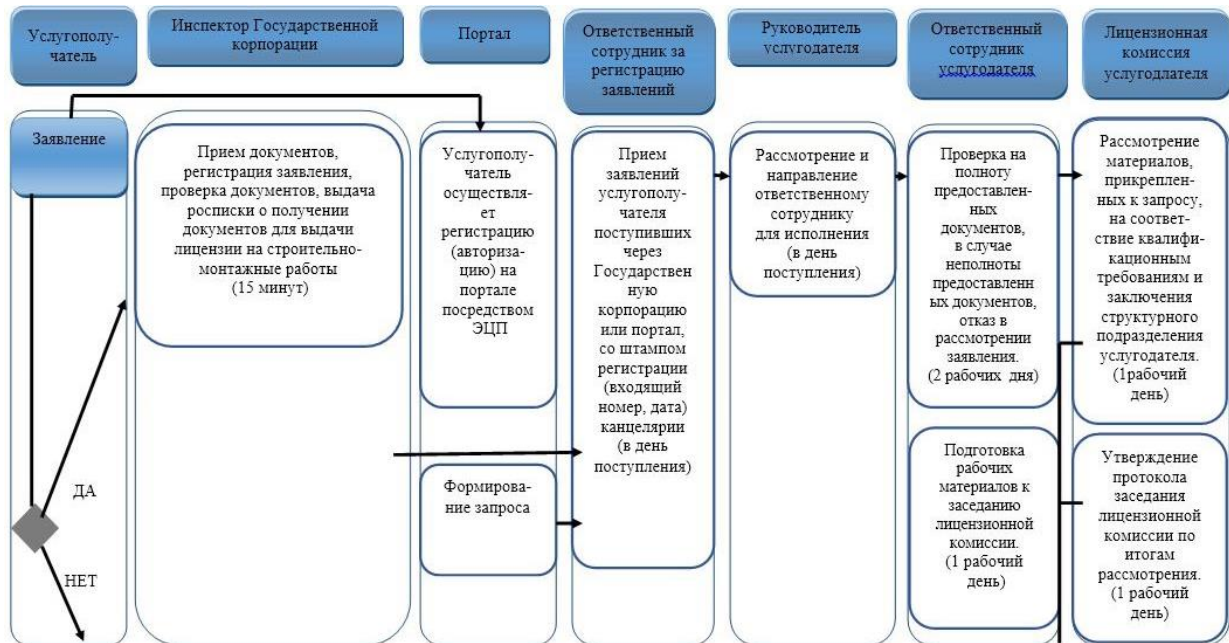 Услугополу-
чатель
Инспектор Государственной
корпорации
Портал
Ответственный
сотрудник за
регистрацию
заявлений
Руководитель
услугодателя
Ответственный
сотрудник
услугодателя
Лицензионная
комиссия
услугодлателя
Заявление
ДА
НЕТ
Прием документов,
регистрация заявления,
проверка документов, выдача
росписки о получении
документов для выдачи
лицензии на строительно-
монтажные работы
(15 минут)
Услугополу-
чатель
осуществля-
ет
регистрацию
(авториза-
цию) на
портале
посредством
ЭЦП
Формирова-
ние запроса
Прием
заявлений
услугополу-
чателя
поступивших
через
Государствен
ную
корпорацию
или портал,
со штампом
регистрации
(входящий
номер, дата)
канцелярии
(в день
поступления)
Рассмотрение и
направление
ответственному
сотруднику
для исполнения
(в день
поступления)
Проверка на
полноту
предоставлен-
ных
документов,
в случае
неполноты
предоставленн
ых документов,
отказ в
рассмотрении
заявления.
(2 рабочих дня)
Подготовка
рабочих
материалов к
заседанию
лицензионной
комиссии.
(1 рабочий
день)
Рассмотрение
материалов,
прикреплен-
ных к запросу,
на соответ-
ствие квалифи-
кационным
требованиям и
заключения
структурного
подразделения
услугодателя.
(1рабочий
день)
Утверждение
протокола
заседания
лицензионной
комиссии по
итогам
рассмотрения.
(1 рабочий
день)